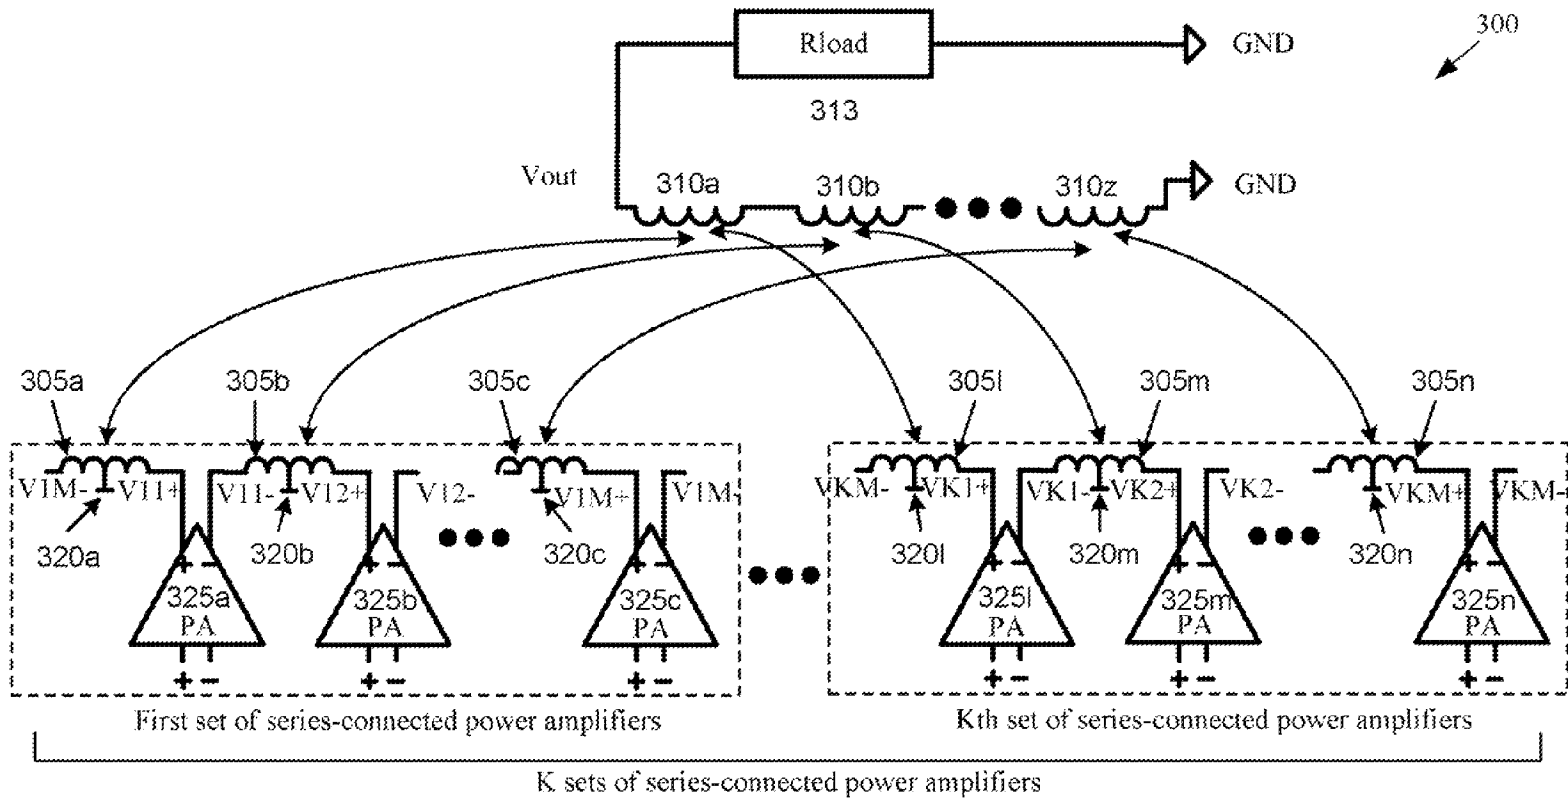 300
Rload
GND
313
Vout
310a
310b
310z
GND
305a
305b
305c
305l
305m
305n
V1M-
V11+
V11-
V12+
V12-
V1M+
V1M-
VKM-
VK1+
VK1-
VK2+
VK2-
VKM+
VKM-
320a
320b
320c
320l
320m
320n
+ -
+ -
+ -
+ -
+ -
+ -
325a
325b
325c
325l
325m
325n
PA
PA
PA
PA
PA
PA
+ -
+ -
+ -
+ -
+ -
+ -
First set of series-connected power amplifiers
Kth set of series-connected power amplifiers
K sets of series-connected power amplifiers